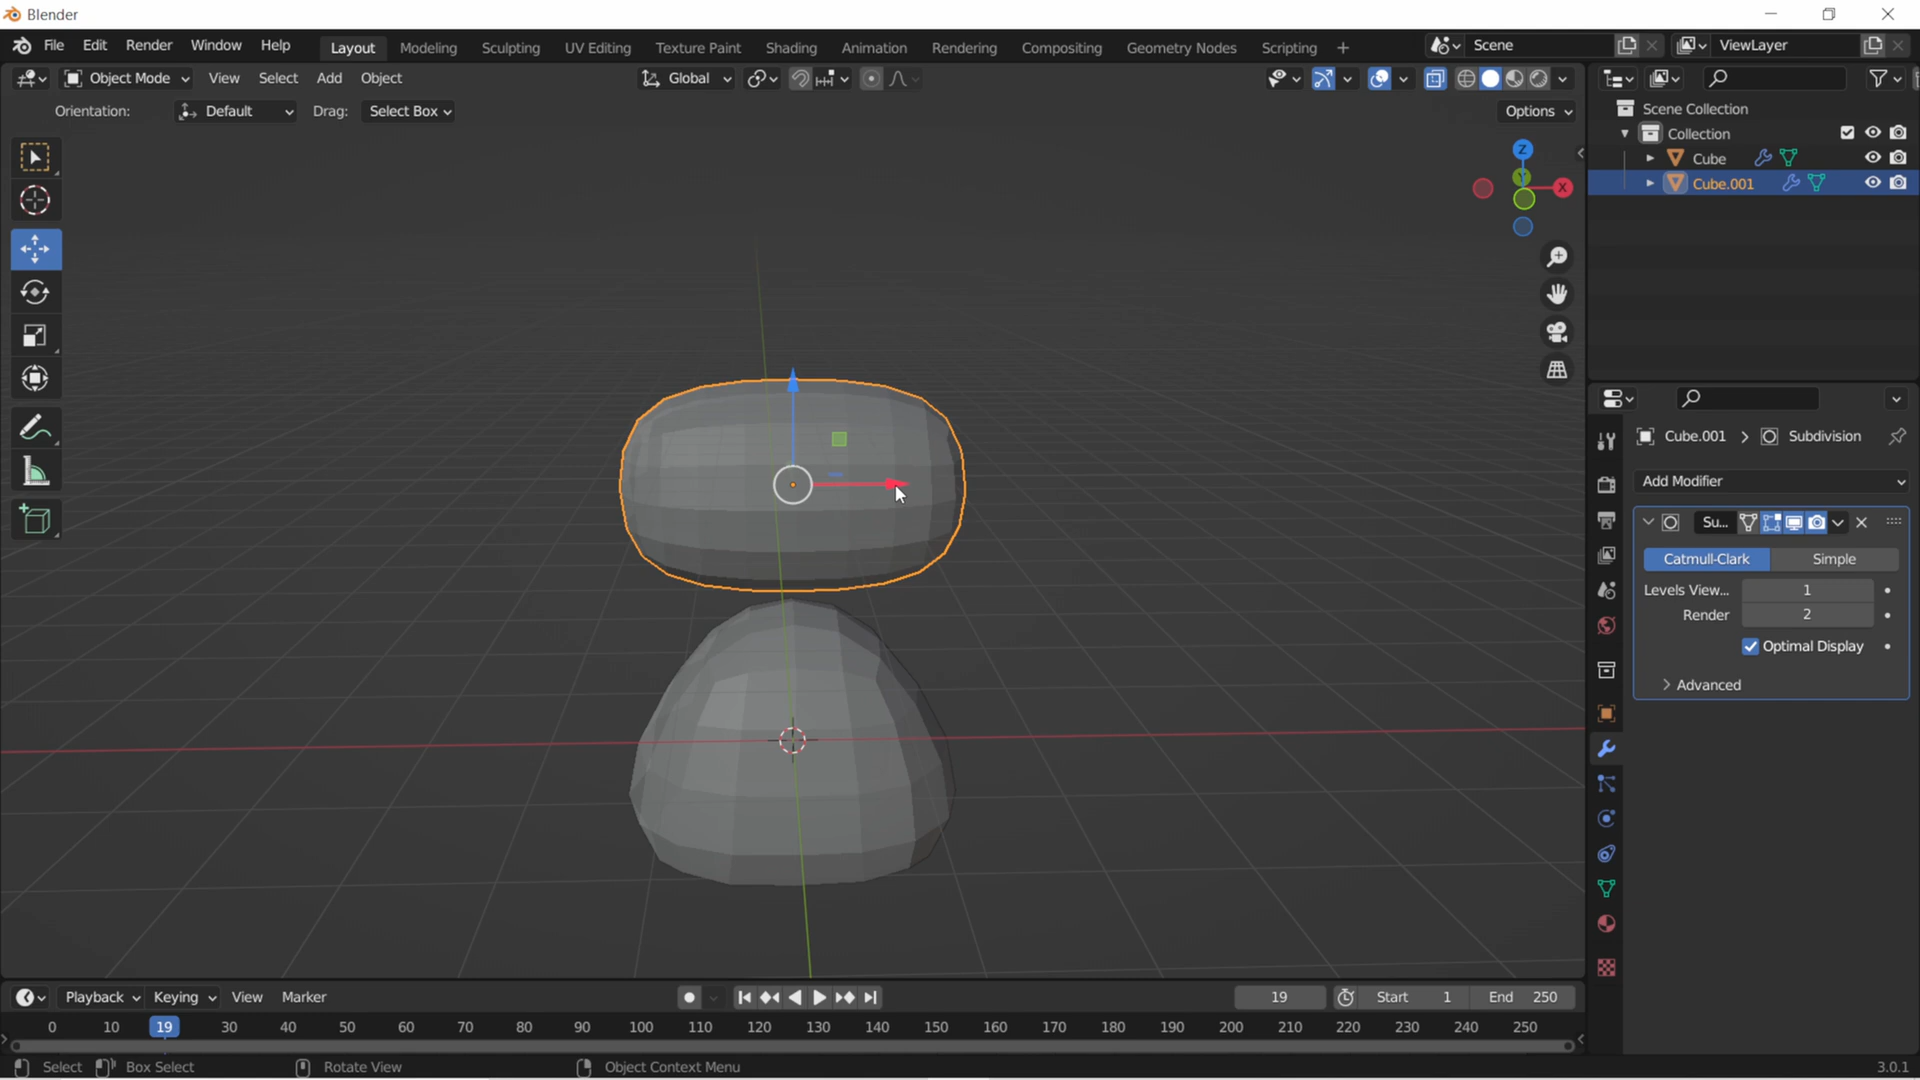 Blender
File Edit Render Window Help Layout Modeling Sculpting UV Editing Texture Paint Shading Animation Rendering Compositing Geometry Nodes Scripting + Scene ViewLayer
Object Mode View Select Add Object Global
Orientation: Default Drag: Select Box Options
Scene Collection
Collection
Cube
Cube.001
Z
Y
X
Cube.001 > Subdivision
Add Modifier
Su...
Catmull-Clark Simple
Levels View... 1
Render 2
Optimal Display
Advanced
Playback Keying View Marker 19 Start 1 End 250
0 10 19 30 40 50 60 70 80 90 100 110 120 130 140 150 160 170 180 190 200 210 220 230 240 250
Select Box Select Rotate View Object Context Menu 3.0.1